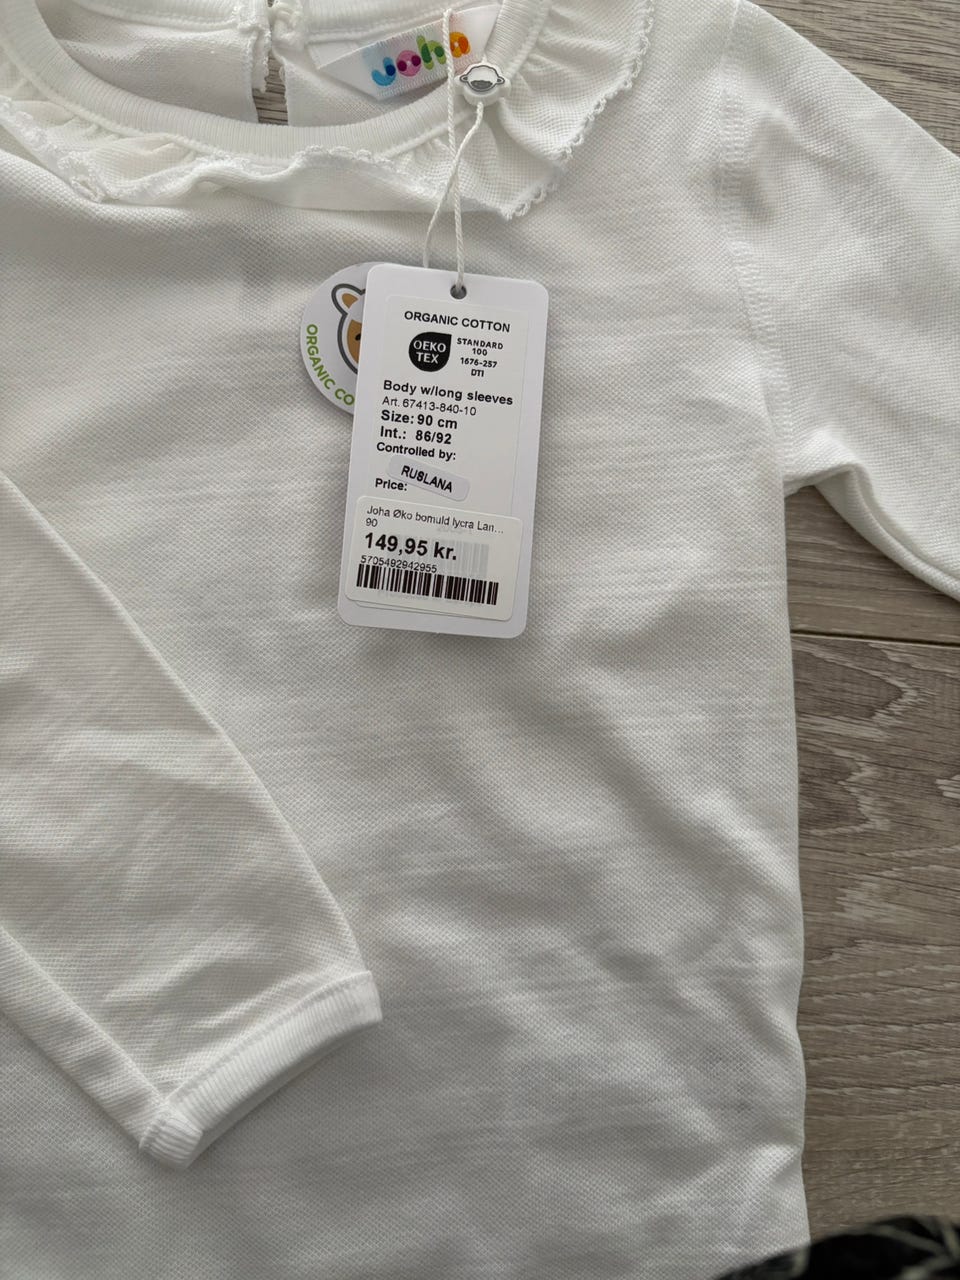 Joha
ORGANIC CO
ORGANIC COTTON
OEKO
TEX
STANDARD
100
1676-257
DTI
Body w/long sleeves
Art. 67413-840-10
Size: 90 cm
Int.: 86/92
Controlled by:
RUSLANA
Price:
Joha Øko bomuld lycra Lan...
90
149,95 kr.
5705492942955